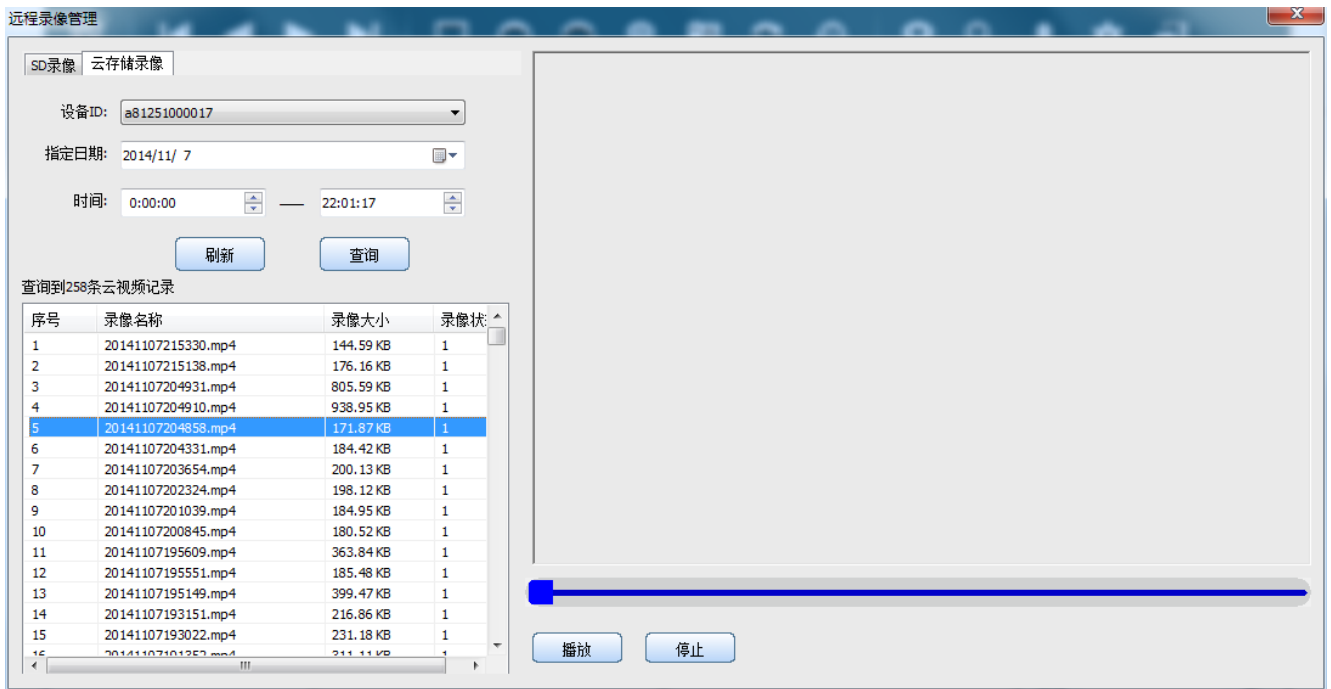 远程录像管理
SD录像 云存储录像
设备ID: a81251000017
指定日期: 2014/11/ 7
时间: 0:00:00 — 22:01:17
刷新 查询
查询到258条云视频记录
序号 录像名称 录像大小 录像状
1 20141107215330.mp4 144.59 KB 1
2 20141107215138.mp4 176.16 KB 1
3 20141107204931.mp4 805.59 KB 1
4 20141107204910.mp4 938.95 KB 1
5 20141107204858.mp4 171.87 KB 1
6 20141107204331.mp4 184.42 KB 1
7 20141107203654.mp4 200.13 KB 1
8 20141107202324.mp4 198.12 KB 1
9 20141107201039.mp4 184.95 KB 1
10 20141107200845.mp4 180.52 KB 1
11 20141107195609.mp4 363.84 KB 1
12 20141107195551.mp4 185.48 KB 1
13 20141107195149.mp4 399.47 KB 1
14 20141107193151.mp4 216.86 KB 1
15 20141107193022.mp4 231.18 KB 1
播放 停止